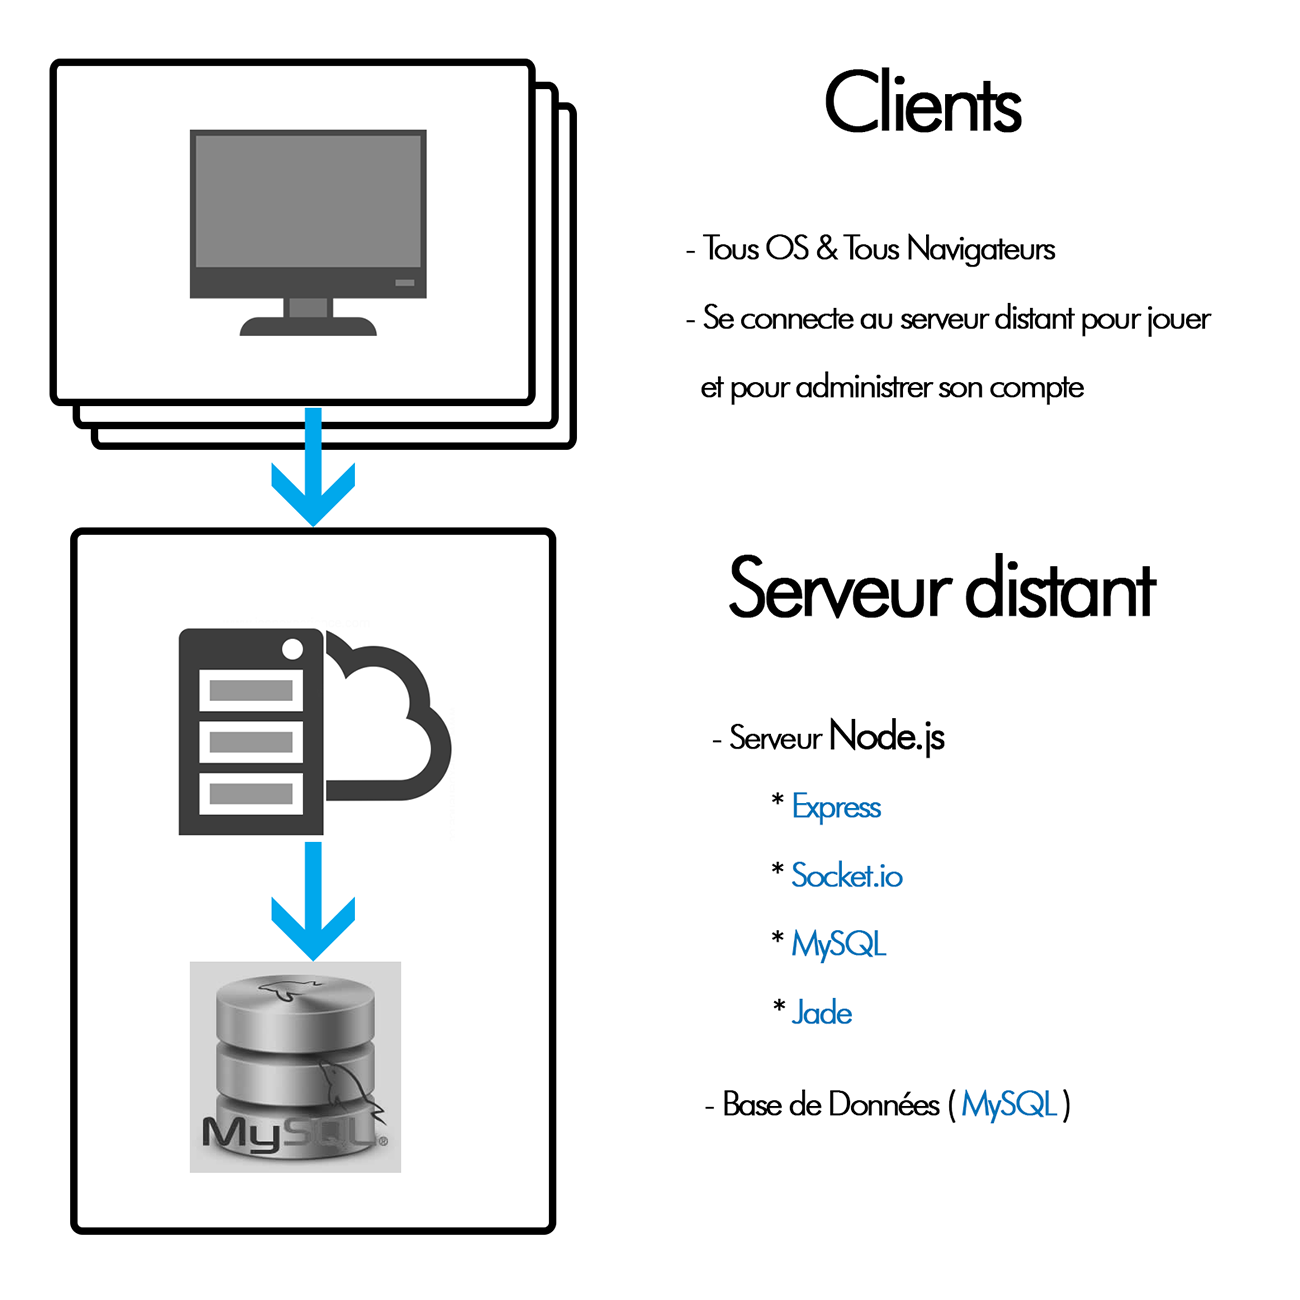 Clients
- Tous OS & Tous Navigateurs
- Se connecte au serveur distant pour jouer
et pour administrer son compte
Serveur distant
- Serveur Node.js
* Express
* Socket.io
* MySQL
* Jade
MySQL®
- Base de Données ( MySQL )